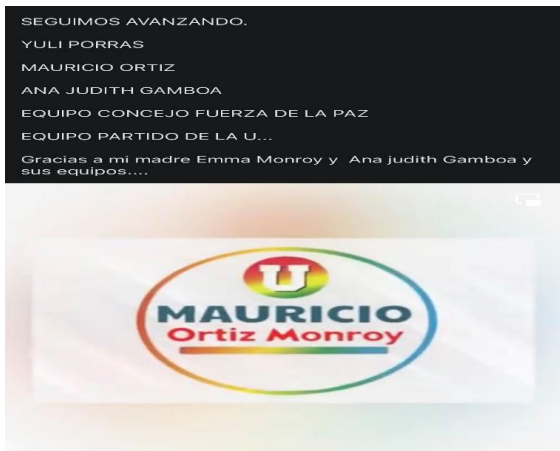 SEGUIMOS AVANZANDO.
YULI PORRAS
MAURICIO ORTIZ
ANA JUDITH GAMBOA
EQUIPO CONCEJO FUERZA DE LA PAZ
EQUIPO PARTIDO DE LA U...
Gracias a mi madre Emma Monroy y Ana judith Gamboa y
sus equipos....
U
MAURICIO
Ortiz Monroy